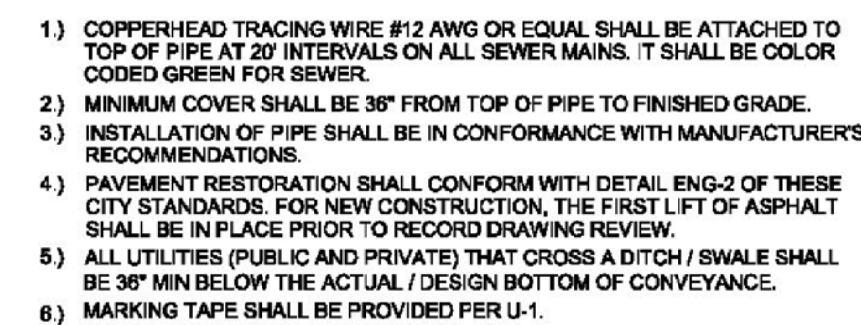 1.) COPPERHEAD TRACING WIRE #12 AWG OR EQUAL SHALL BE ATTACHED TO
TOP OF PIPE AT 20' INTERVALS ON ALL SEWER MAINS. IT SHALL BE COLOR
CODED GREEN FOR SEWER.
2.) MINIMUM COVER SHALL BE 36" FROM TOP OF PIPE TO FINISHED GRADE.
3.) INSTALLATION OF PIPE SHALL BE IN CONFORMANCE WITH MANUFACTURER'S
RECOMMENDATIONS.
4.) PAVEMENT RESTORATION SHALL CONFORM WITH DETAIL ENG-2 OF THESE
CITY STANDARDS. FOR NEW CONSTRUCTION, THE FIRST LIFT OF ASPHALT
SHALL BE IN PLACE PRIOR TO RECORD DRAWING REVIEW.
5.) ALL UTILITIES (PUBLIC AND PRIVATE) THAT CROSS A DITCH / SWALE SHALL
BE 36" MIN BELOW THE ACTUAL / DESIGN BOTTOM OF CONVEYANCE.
6.) MARKING TAPE SHALL BE PROVIDED PER U-1.